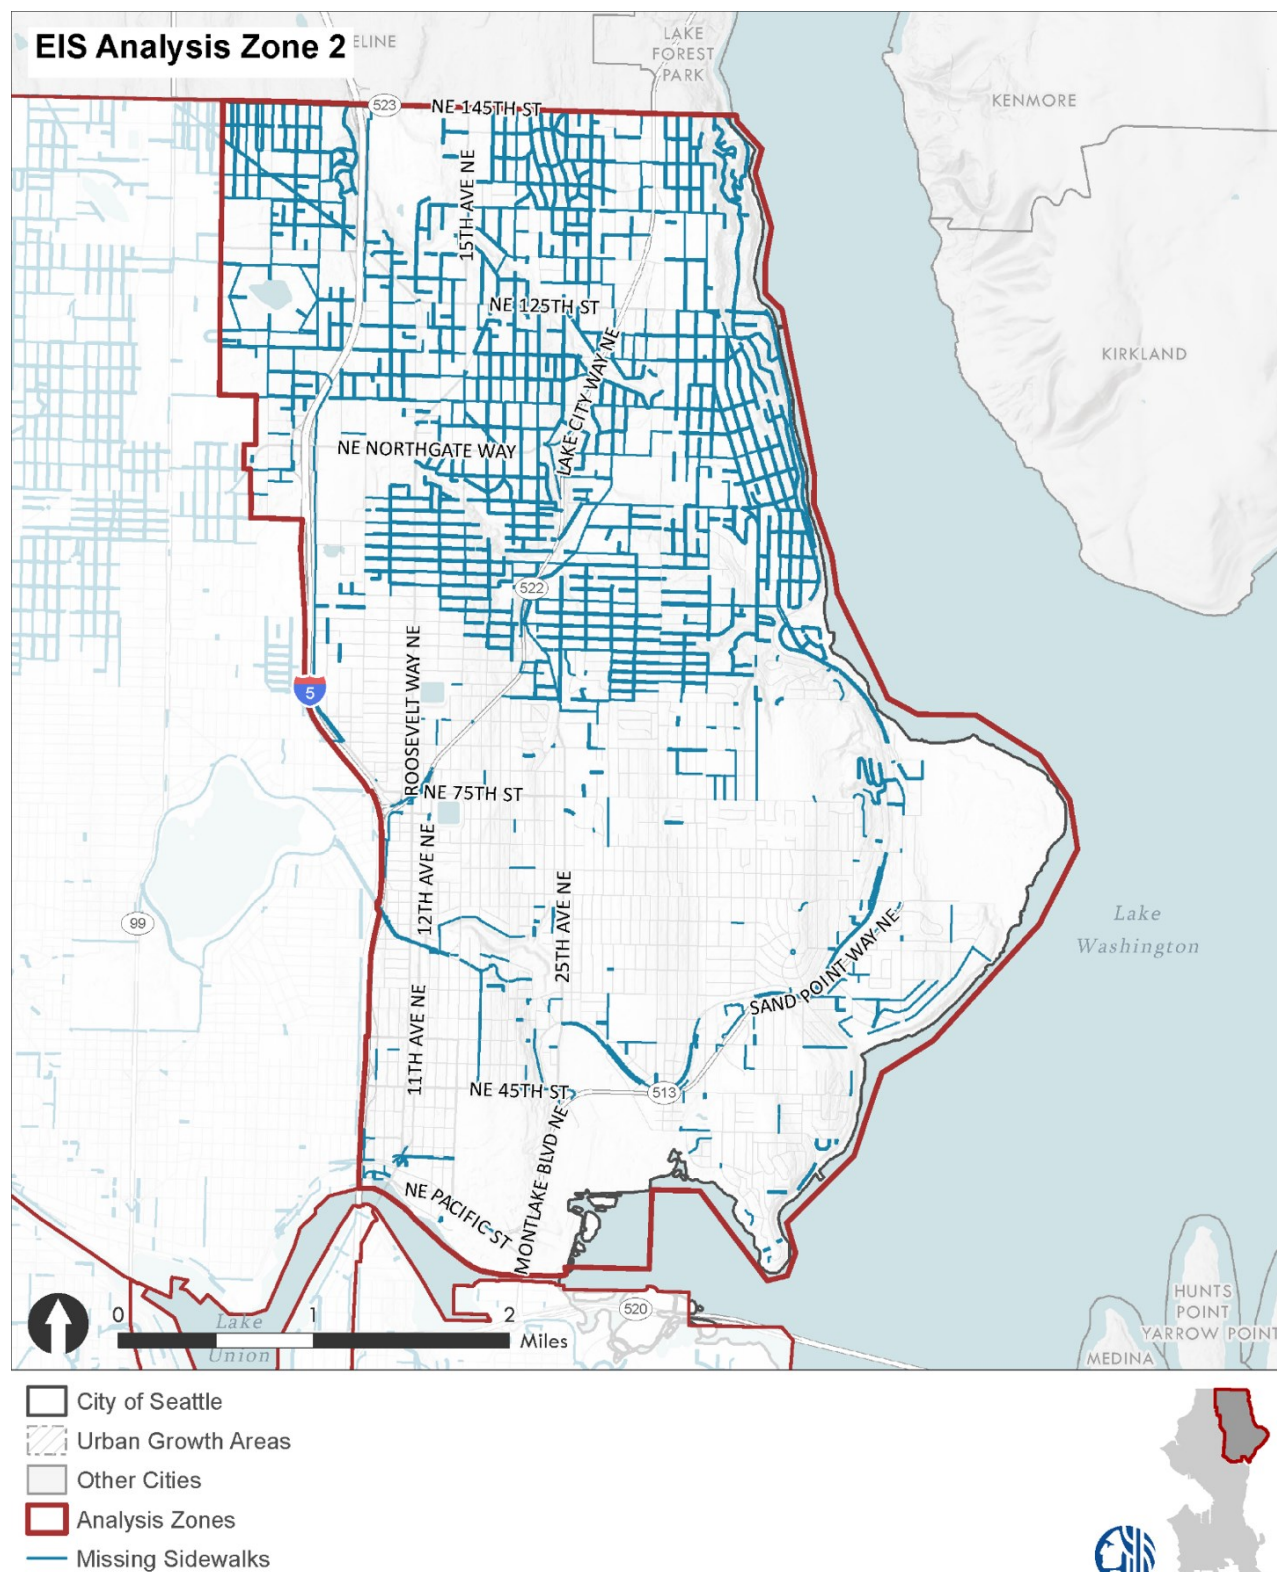 EIS Analysis Zone 2
ELINE
LAKE
FOREST
PARK
KENMORE
523
NE 145TH ST
15TH AVE NE
NE 125TH ST
KIRKLAND
LAKE CITY WAY NE
NE NORTHGATE WAY
522
ROOSEVELT WAY NE
5
NE 75TH ST
12TH AVE NE
25TH AVE NE
99
Lake
Washington
SAND POINT WAY NE
11TH AVE NE
NE 45TH ST
513
MONTLAKE BLVD NE
NE PACIFIC ST
HUNTS
POINT
YARROW POINT
MEDINA
520
Lake
Union
0 1 2
Miles
City of Seattle
Urban Growth Areas
Other Cities
Analysis Zones
Missing Sidewalks